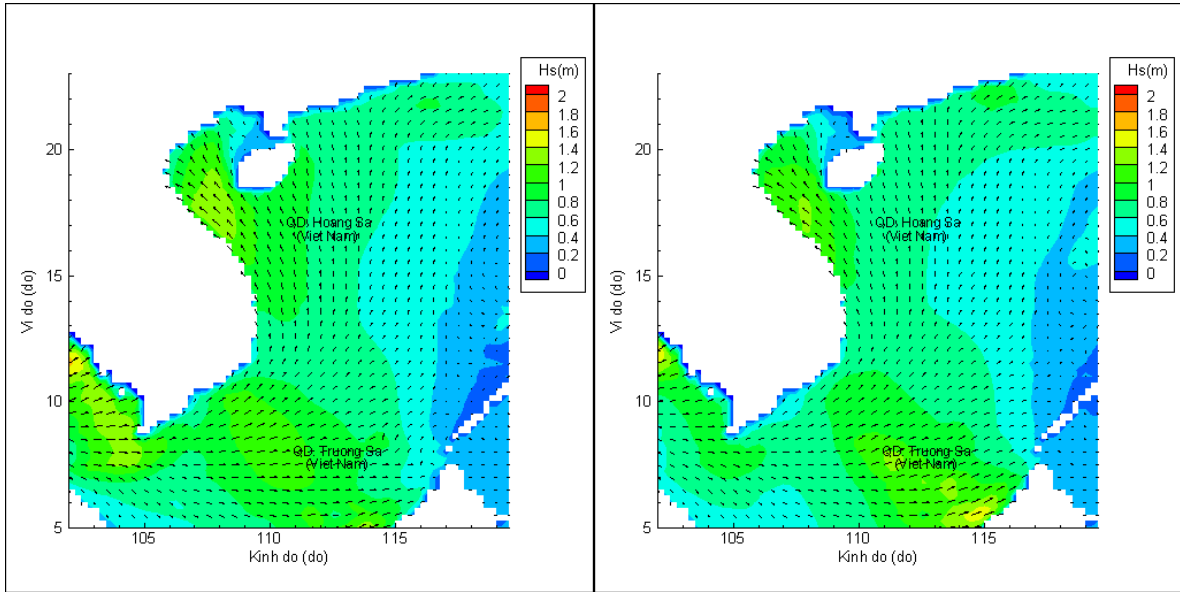 Hs(m)
2
1.8
1.6
1.4
1.2
1
0.8
0.6
0.4
0.2
0
20
15
10
5
105
110
115
Vi do (do)
Kinh do (do)
QD. Hoang Sa
(Viet Nam)
QD. Truong Sa
(Viet Nam)
Hs(m)
2
1.8
1.6
1.4
1.2
1
0.8
0.6
0.4
0.2
0
20
15
10
5
105
110
115
Vi do (do)
Kinh do (do)
QD. Hoang Sa
(Viet Nam)
QD. Truong Sa
(Viet Nam)